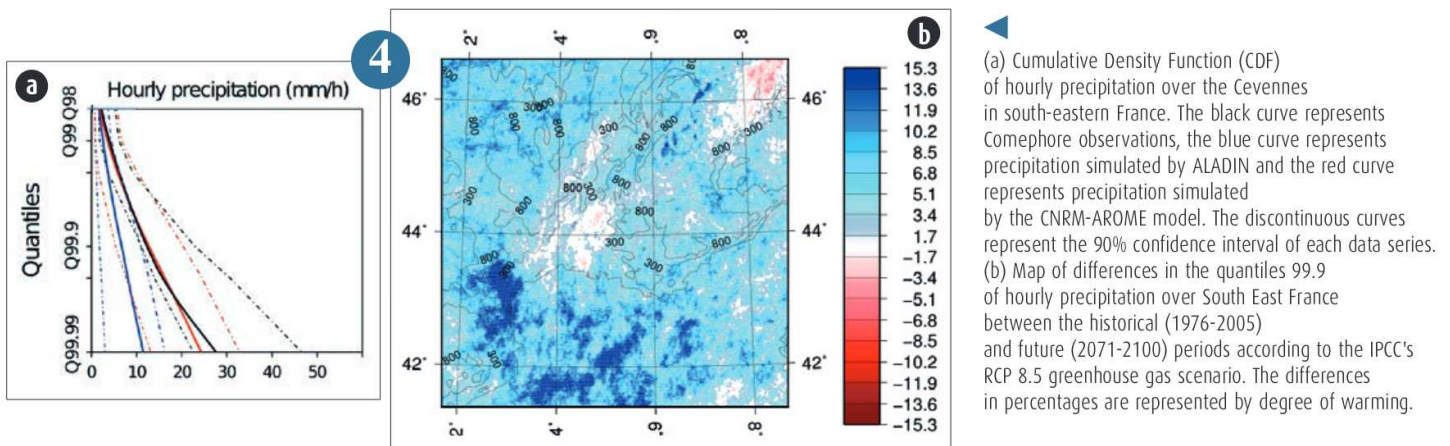 4
a
Hourly precipitation (mm/h)
Quantiles
Q98
Q99
Q99.9
Q99.99
0 10 20 30 40 50
b
2° 4° .6 .8
46°
44°
42°
46°
44°
42°
2° 4° .6 .8
300
800
15.3
13.6
11.9
10.2
8.5
6.8
5.1
3.4
1.7
−1.7
−3.4
−5.1
−6.8
−8.5
−10.2
−11.9
−13.6
−15.3
(a) Cumulative Density Function (CDF)
of hourly precipitation over the Cevennes
in south-eastern France. The black curve represents
Comephore observations, the blue curve represents
precipitation simulated by ALADIN and the red curve
represents precipitation simulated
by the CNRM-AROME model. The discontinuous curves
represent the 90% confidence interval of each data series.
(b) Map of differences in the quantiles 99.9
of hourly precipitation over South East France
between the historical (1976-2005)
and future (2071-2100) periods according to the IPCC's
RCP 8.5 greenhouse gas scenario. The differences
in percentages are represented by degree of warming.